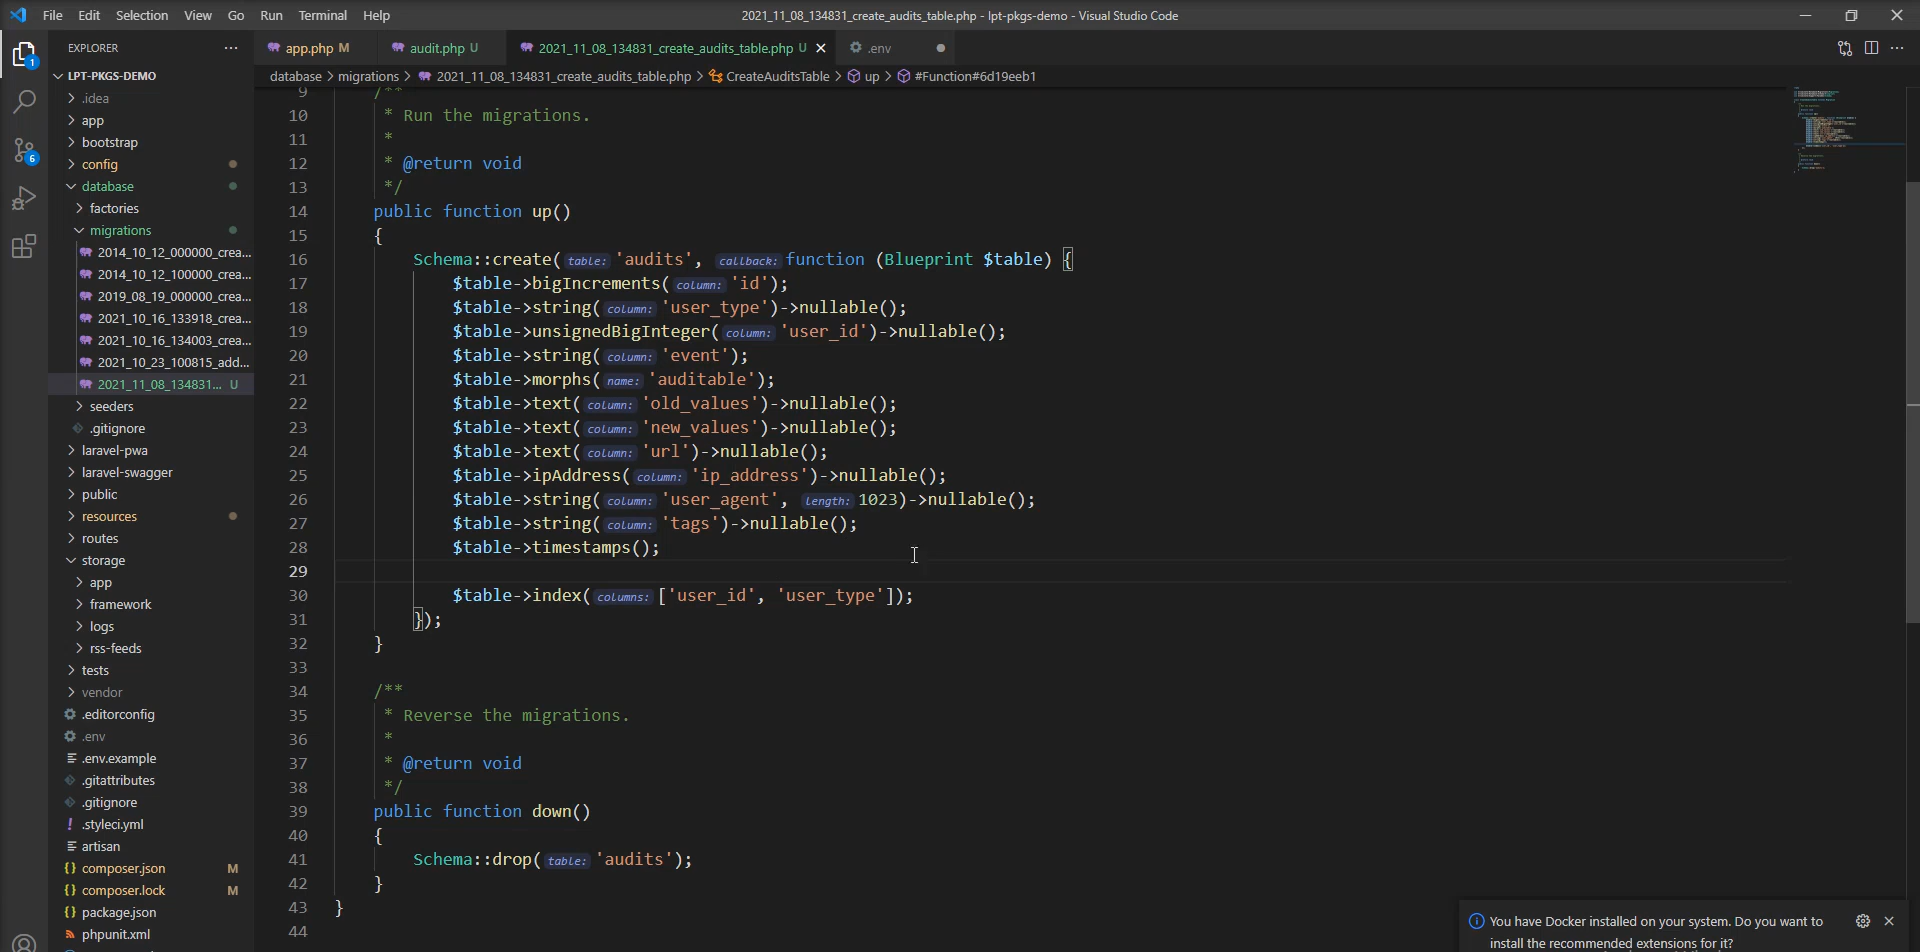 File Edit Selection View Go Run Terminal Help
2021_11_08_134831_create_audits_table.php - lpt-pkgs-demo - Visual Studio Code
EXPLORER
app.php M
audit.php U
2021_11_08_134831_create_audits_table.php U
.env
LPT-PKGS-DEMO
database > migrations > 2021_11_08_134831_create_audits_table.php > CreateAuditsTable > up > #Function#6d19eeb1
1
6
.idea
app
bootstrap
config
database
factories
migrations
2014_10_12_000000_crea...
2014_10_12_100000_crea...
2019_08_19_000000_crea...
2021_10_16_133918_crea...
2021_10_16_134003_crea...
2021_10_23_100815_add...
2021_11_08_134831... U
seeders
.gitignore
laravel-pwa
laravel-swagger
public
resources
routes
storage
app
framework
logs
rss-feeds
tests
vendor
.editorconfig
.env
.env.example
.gitattributes
.gitignore
.styleci.yml
artisan
composer.json M
composer.lock M
package.json
phpunit.xml
9 /**
10 * Run the migrations.
11 *
12 * @return void
13 */
14 public function up()
15 {
16 Schema::create( table: 'audits', callback: function (Blueprint $table) {
17 $table->bigIncrements( column: 'id');
18 $table->string( column: 'user_type')->nullable();
19 $table->unsignedBigInteger( column: 'user_id')->nullable();
20 $table->string( column: 'event');
21 $table->morphs( name: 'auditable');
22 $table->text( column: 'old_values')->nullable();
23 $table->text( column: 'new_values')->nullable();
24 $table->text( column: 'url')->nullable();
25 $table->ipAddress( column: 'ip_address')->nullable();
26 $table->string( column: 'user_agent', length: 1023)->nullable();
27 $table->string( column: 'tags')->nullable();
28 $table->timestamps();
29
30 $table->index( columns: ['user_id', 'user_type']);
31 });
32 }
33
34 /**
35 * Reverse the migrations.
36 *
37 * @return void
38 */
39 public function down()
40 {
41 Schema::drop( table: 'audits');
42 }
43 }
44
You have Docker installed on your system. Do you want to
install the recommended extensions for it?